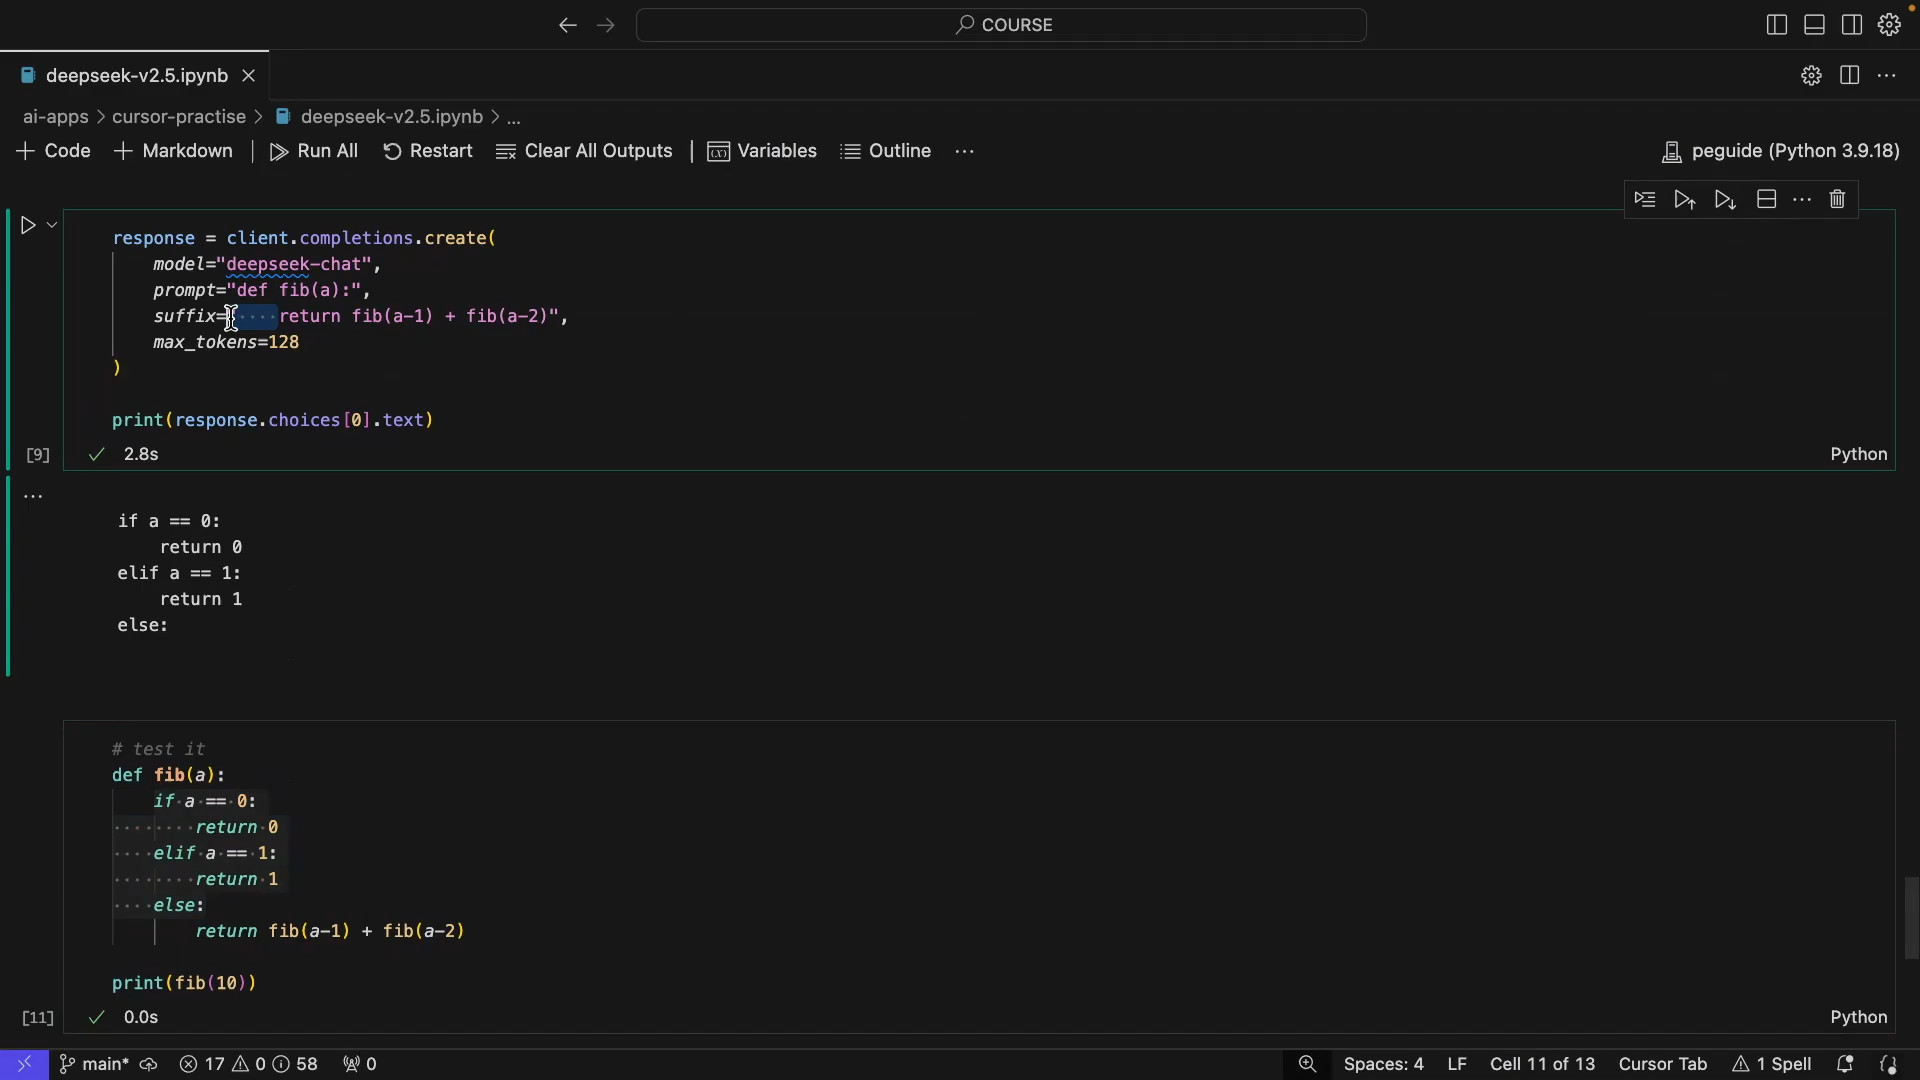 COURSE
deepseek-v2.5.ipynb
ai-apps > cursor-practise > deepseek-v2.5.ipynb > ...
+ Code + Markdown | Run All Restart Clear All Outputs | Variables Outline ... peguide (Python 3.9.18)
response = client.completions.create(
    model="deepseek-chat",
    prompt="def fib(a):",
    suffix=    return fib(a-1) + fib(a-2)",
    max_tokens=128
)
print(response.choices[0].text)
[9] 2.8s Python
...
if a == 0:
    return 0
elif a == 1:
    return 1
else:
# test it
def fib(a):
    if a == 0:
        return 0
    elif a == 1:
        return 1
    else:
        return fib(a-1) + fib(a-2)
print(fib(10))
[11] 0.0s Python
main* 17 0 58 0 Spaces: 4 LF Cell 11 of 13 Cursor Tab 1 Spell